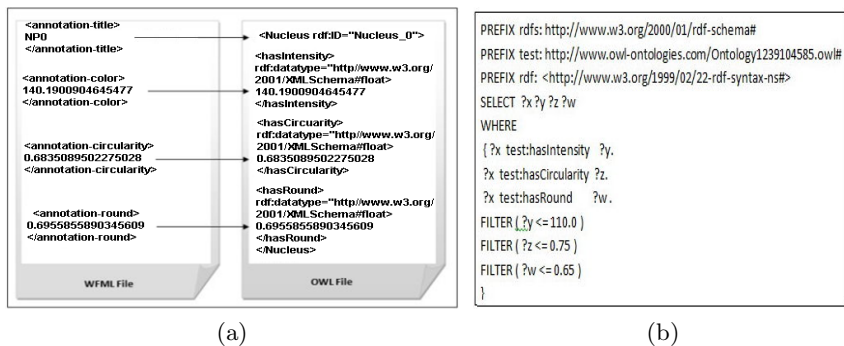 <annotation-title>
NP0
</annotation-title>
<annotation-color>
140.1900904645477
</annotation-color>
<annotation-circularity>
0.6835089502275028
</annotation-circularity>
<annotation-round>
0.6955855890345609
</annotation-round>
WFML File
<Nucleus rdf:ID="Nucleus_0">
<hasIntensity>
rdf:datatype="http//www.w3.org/
2001/XMLSchema#float>
140.1900904645477
</hasIntensity>
<hasCircuarity>
rdf:datatype="http//www.w3.org/
2001/XMLSchema#float>
0.6835089502275028
</hasCircularity>
<hasRound>
rdf:datatype="http//www.w3.org/
2001/XMLSchema#float>
0.6955855890345609
</hasRound>
</Nucleus>
OWL File
(a)
PREFIX rdfs: http://www.w3.org/2000/01/rdf-schema#
PREFIX test: http://www.owl-ontologies.com/Ontology1239104585.owl#
PREFIX rdf: <http://www.w3.org/1999/02/22-rdf-syntax-ns#>
SELECT ?x ?y ?z ?w
WHERE
{ ?x test:hasIntensity ?y.
?x test:hasCircularity ?z.
?x test:hasRound ?w .
FILTER ( ?y <= 110.0 )
FILTER ( ?z <= 0.75 )
FILTER ( ?w <= 0.65 )
}
(b)